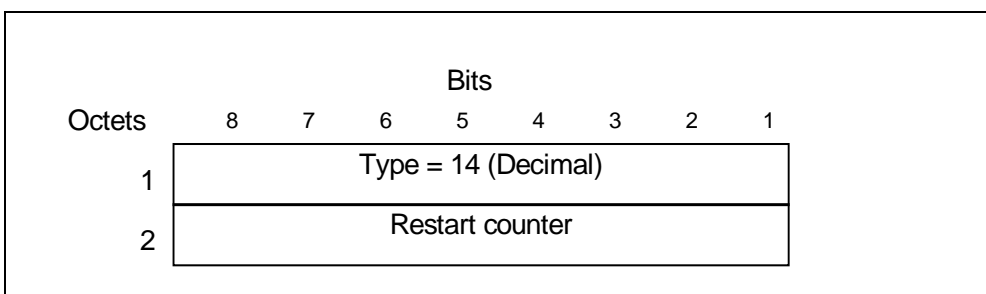 Bits
Octets 8 7 6 5 4 3 2 1
1 Type = 14 (Decimal)
2 Restart counter